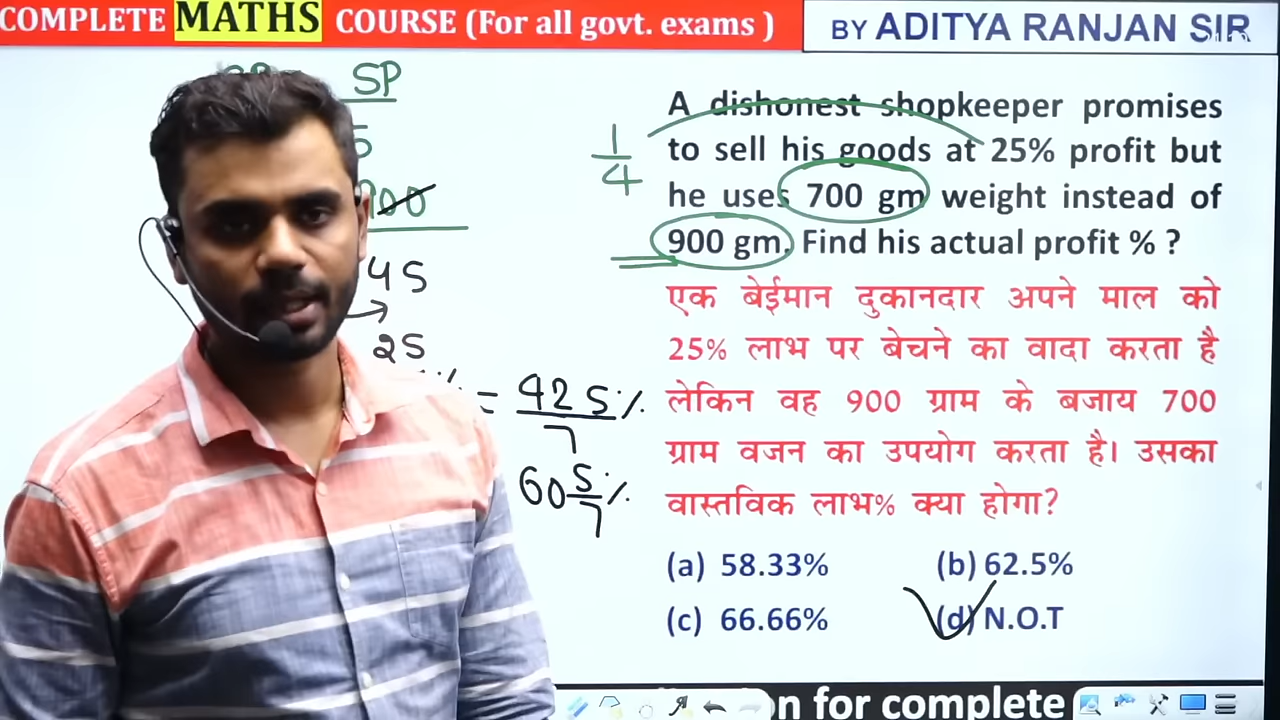 COMPLETE MATHS COURSE (For all govt. exams )
BY ADITYA RANJAN SIR
SP
5
900
45
25
= 425%
7
60 5/7 %
1/4
A dishonest shopkeeper promises
to sell his goods at 25% profit but
he uses 700 gm weight instead of
900 gm. Find his actual profit % ?
एक बेईमान दुकानदार अपने माल को
25% लाभ पर बेचने का वादा करता है
लेकिन वह 900 ग्राम के बजाय 700
ग्राम वजन का उपयोग करता है। उसका
वास्तविक लाभ% क्या होगा?
(a) 58.33% (b) 62.5%
(c) 66.66% (d) N.O.T
n for complete